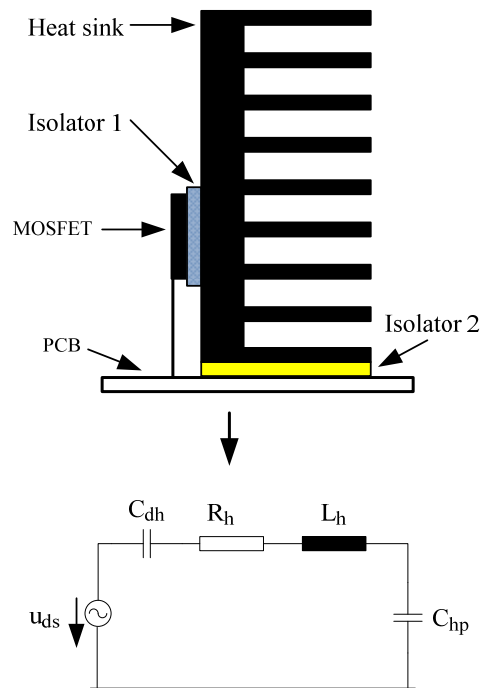 Heat sink
Isolator 1
MOSFET
Isolator 2
PCB
C_dh
R_h
L_h
u_ds
C_hp